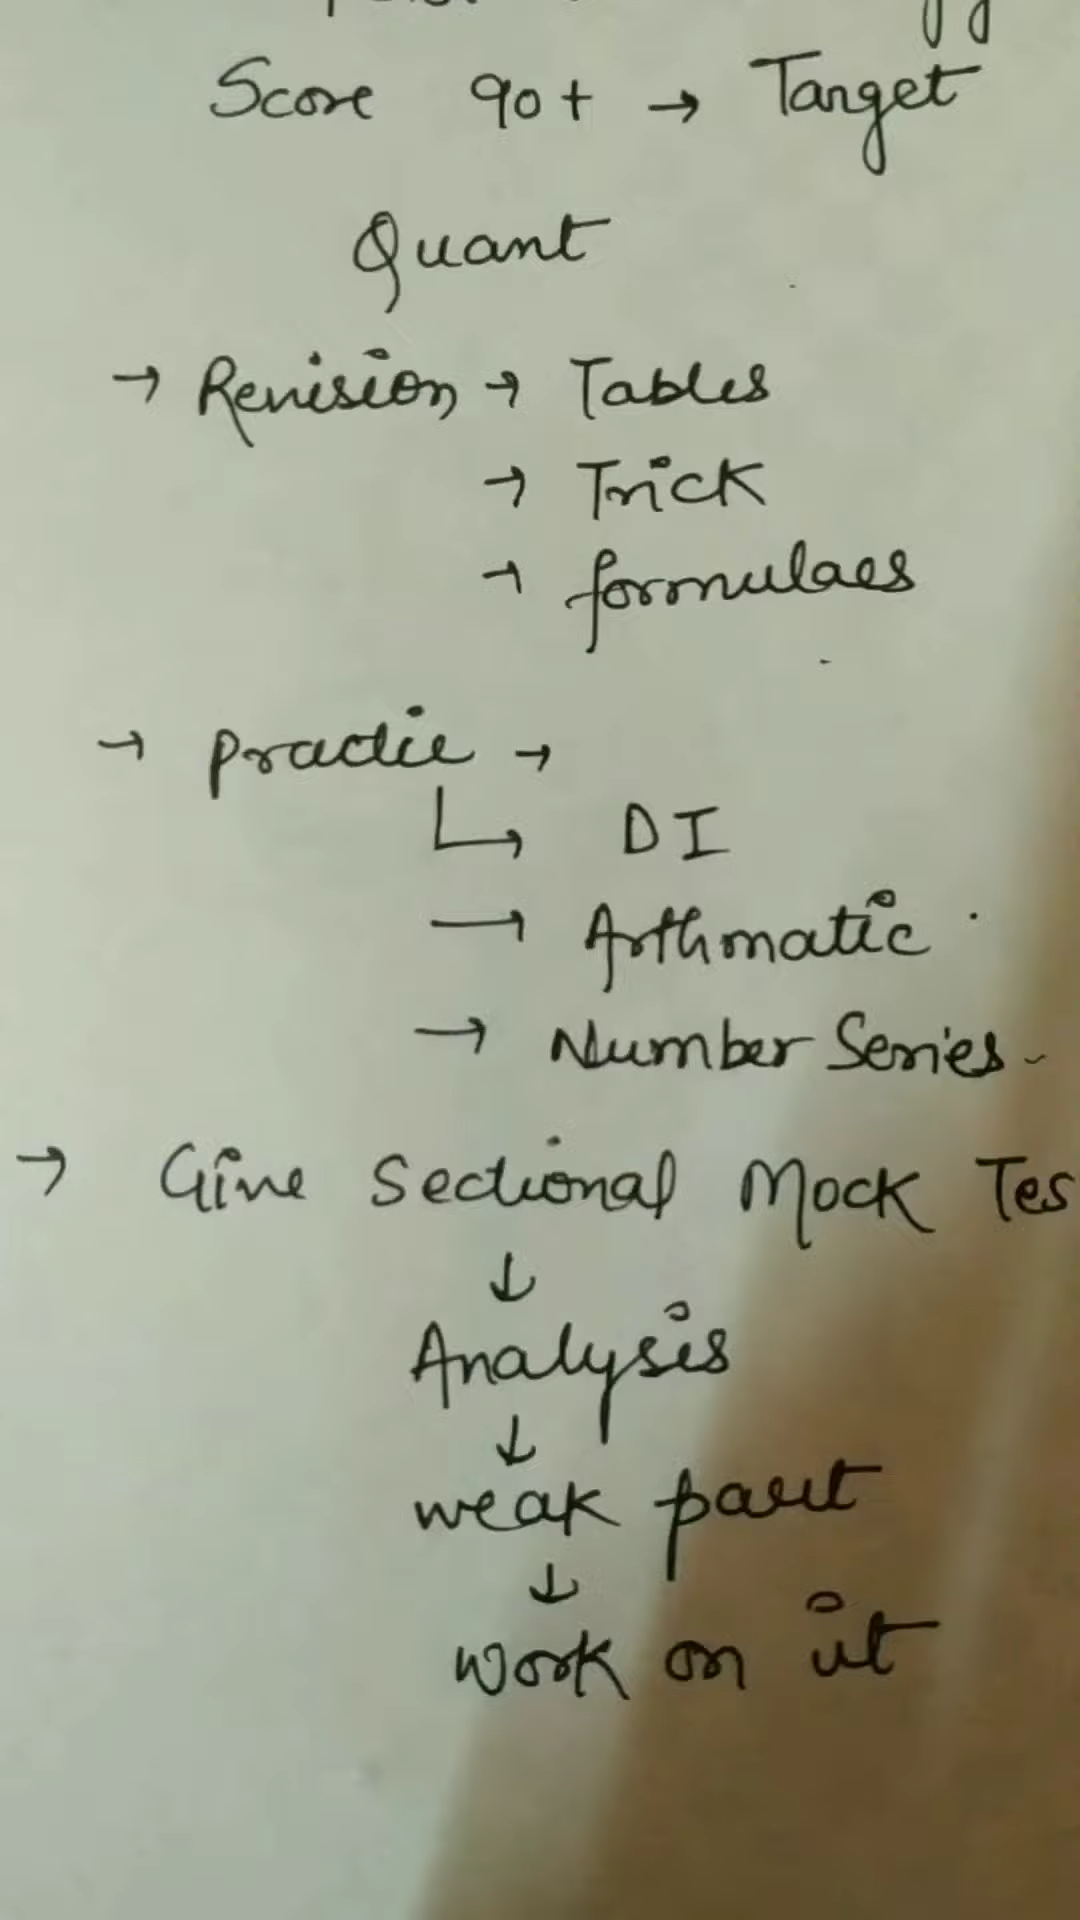 Score 90+ → Target
Quant
→ Revision → Tables
→ Trick
→ formulaes
→ practice →
↳ DI
→ Arthmatic
→ Number Series
→ Give Sectional Mock Tes
↓
Analysis
↓
weak part
↓
work on it